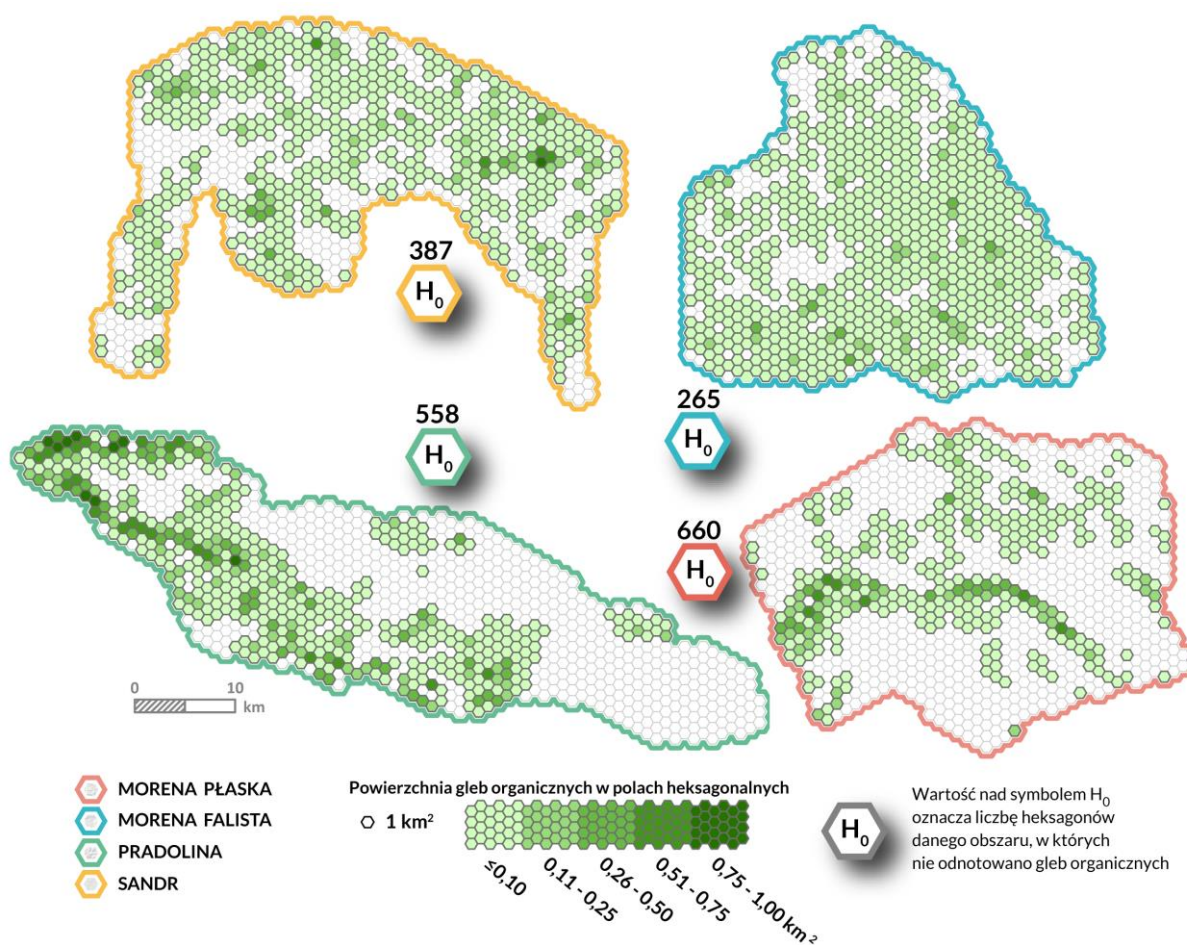 387
H₀
558
H₀
265
H₀
660
H₀
0 10
km
MORENA PŁASKA
MORENA FALISTA
PRADOLINA
SANDR
Powierzchnia gleb organicznych w polach heksagonalnych
1 km²
≤0,10
0,11 - 0,25
0,26 - 0,50
0,51 - 0,75
0,75 - 1,00 km²
H₀
Wartość nad symbolem H₀
oznacza liczbę heksagonów
danego obszaru, w których
nie odnotowano gleb organicznych